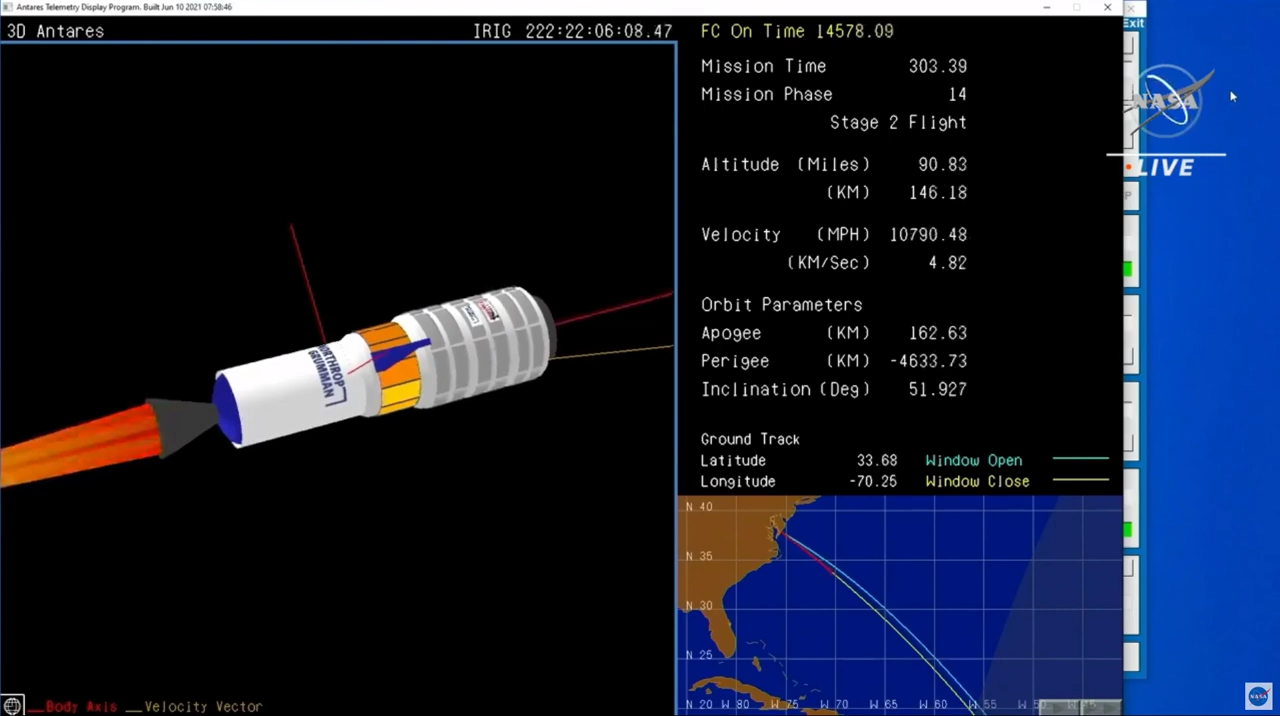 Antares Telemetry Display Program. Built Jun 10 2021 07:58:46
Exit
3D Antares IRIG 222:22:06:08.47
FC On Time 14578.09
Mission Time 303.39
Mission Phase 14
Stage 2 Flight
Altitude (Miles) 90.83
(KM) 146.18
Velocity (MPH) 10790.48
(KM/Sec) 4.82
Orbit Parameters
Apogee (KM) 162.63
Perigee (KM) -4633.73
Inclination (Deg) 51.927
Ground Track
Latitude 33.68 Window Open
Longitude -70.25 Window Close
NASA
LIVE
P
NORTHROP
GRUMMAN
N 40
N 35
N 30
N 25
N 20 W 80 W 75 W 70 W 65 W 60 W 55 W 50 W 45
Body Axis Velocity Vector
NASA